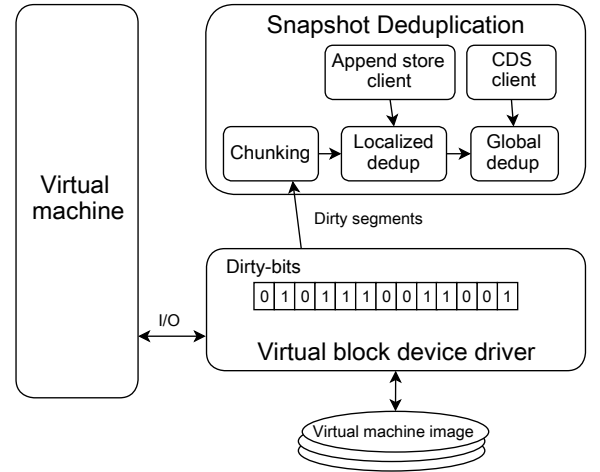 Snapshot Deduplication
Append store
client
CDS
client
Chunking
Localized
dedup
Global
dedup
Virtual
machine
Dirty segments
Dirty-bits
0 1 0 1 1 1 0 0 1 1 0 0 1
I/O
Virtual block device driver
Virtual machine image